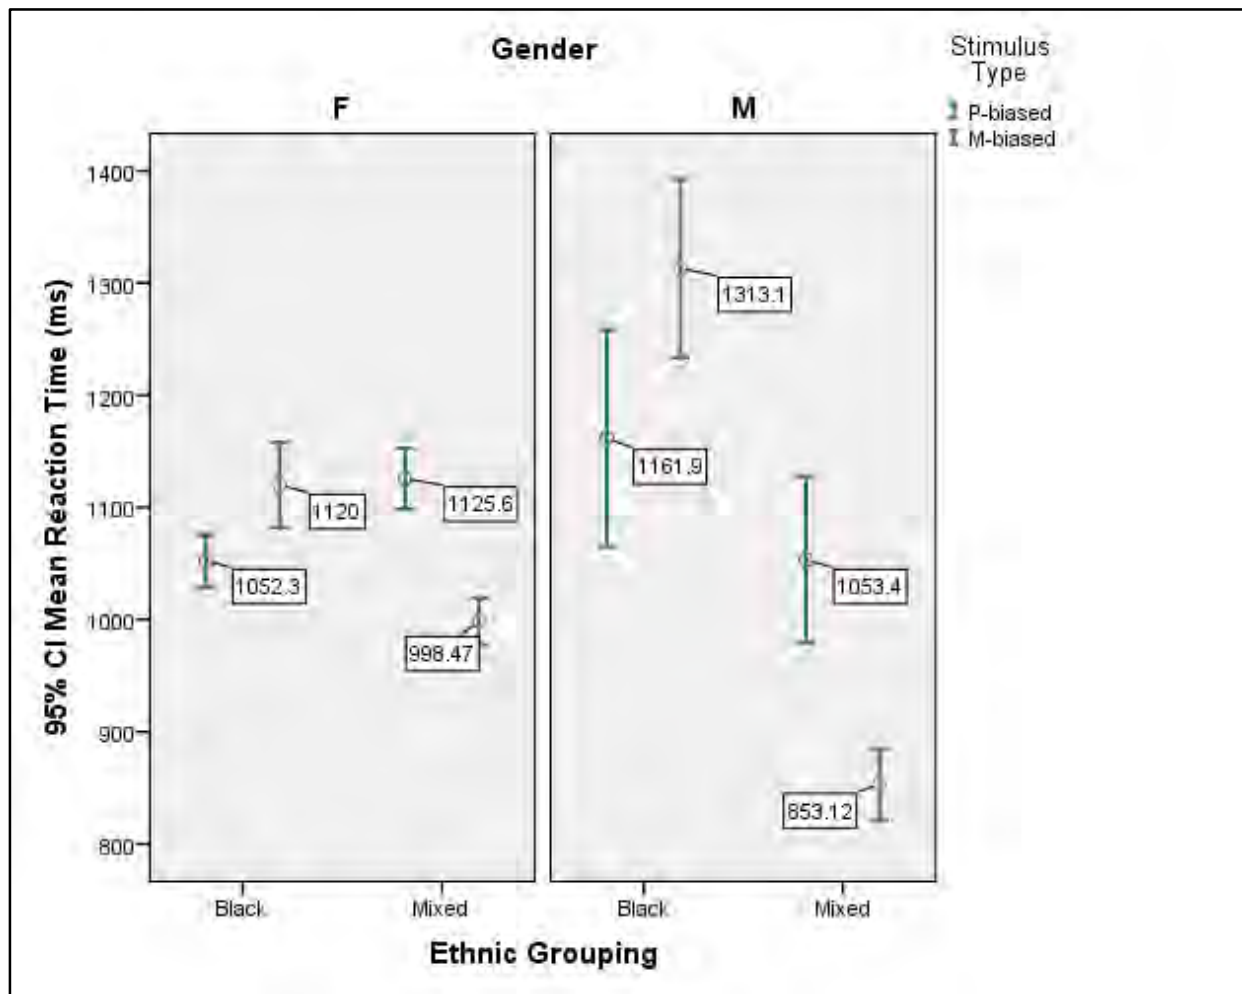 Gender
Stimulus
Type
P-biased
M-biased
F
M
95% CI Mean Reaction Time (ms)
1400
1300
1200
1100
1000
900
800
1052.3
1120
1125.6
998.47
1161.9
1313.1
1053.4
853.12
Black
Mixed
Black
Mixed
Ethnic Grouping